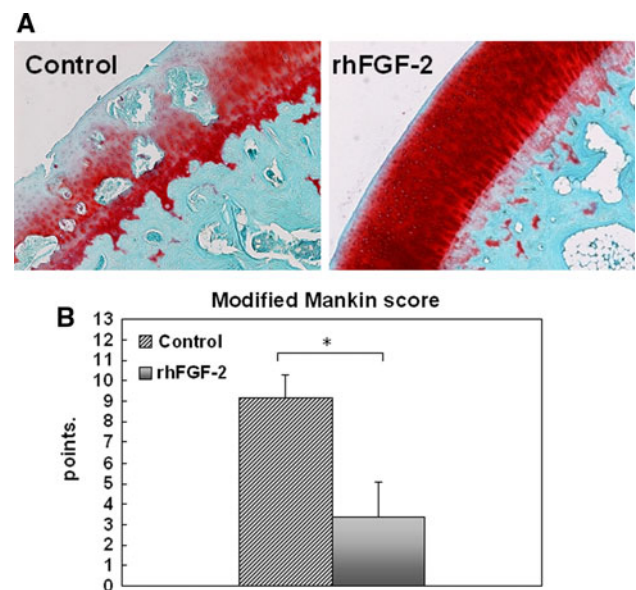 A
Control
rhFGF-2
B
Modified Mankin score
points.
13
12
11
10
9
8
7
6
5
4
3
2
1
0
Control
rhFGF-2
*